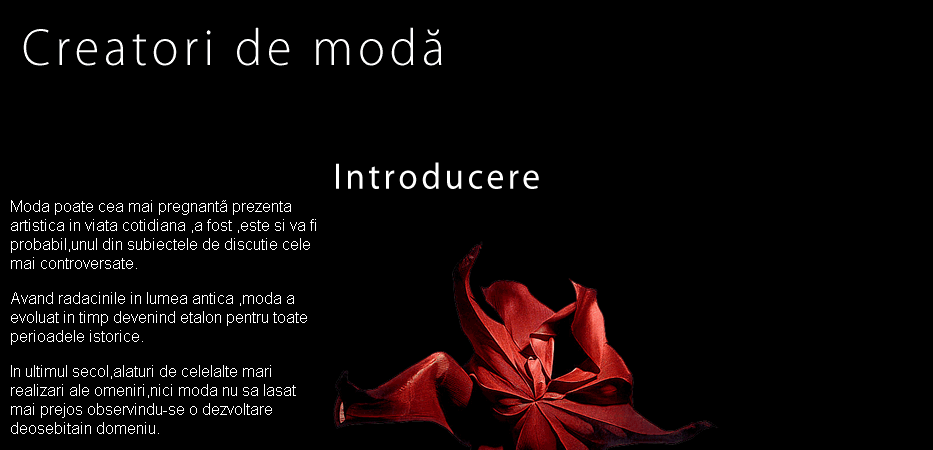 Creatori de modă
Introducere
Moda poate cea mai pregnantă prezenta
artistica in viata cotidiana ,a fost ,este si va fi
probabil,unul din subiectele de discutie cele
mai controversate.
Avand radacinile in lumea antica ,moda a
evoluat in timp devenind etalon pentru toate
perioadele istorice.
In ultimul secol,alaturi de celelalte mari
realizari ale omeniri,nici moda nu sa lasat
mai prejos observindu-se o dezvoltare
deosebitain domeniu.